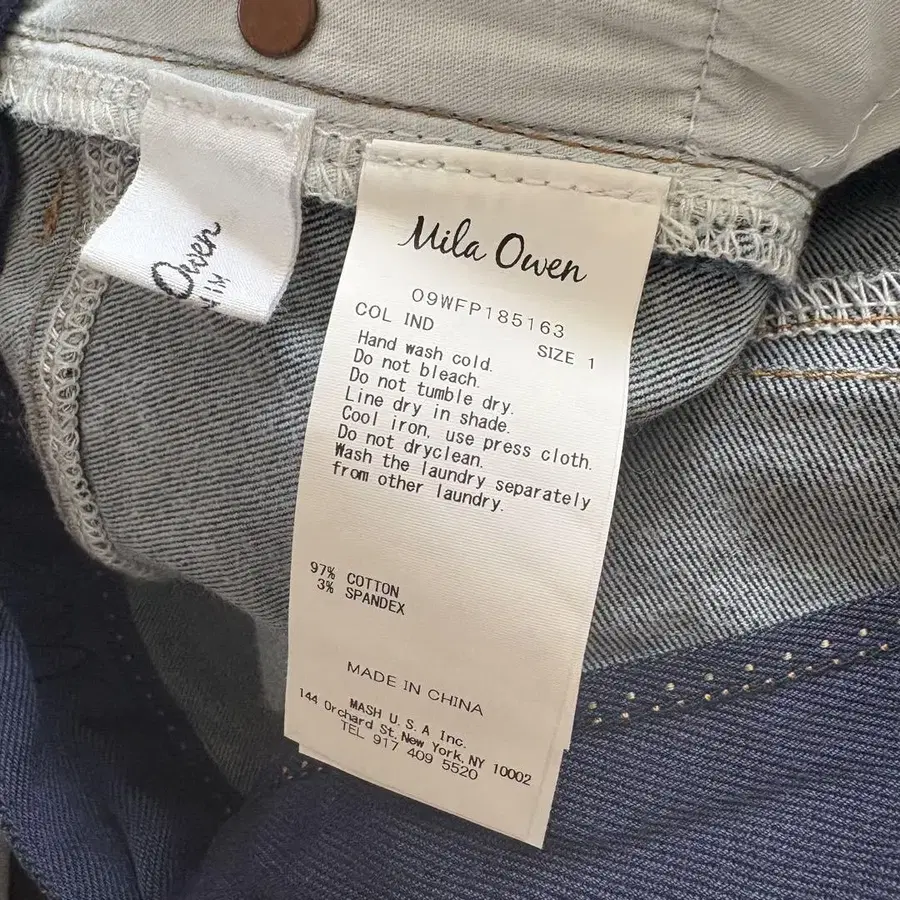 Owen
Mila Owen
09WFP185163
COL IND
SIZE 1
Hand wash cold.
Do not bleach.
Do not tumble dry.
Line dry in shade.
Cool iron, use press cloth.
Do not dryclean.
Wash the laundry separately
from other laundry.
97% COTTON
3% SPANDEX
MADE IN CHINA
MASH U.S.A Inc.
144 Orchard St. New York, NY 10002
TEL 917 409 5520